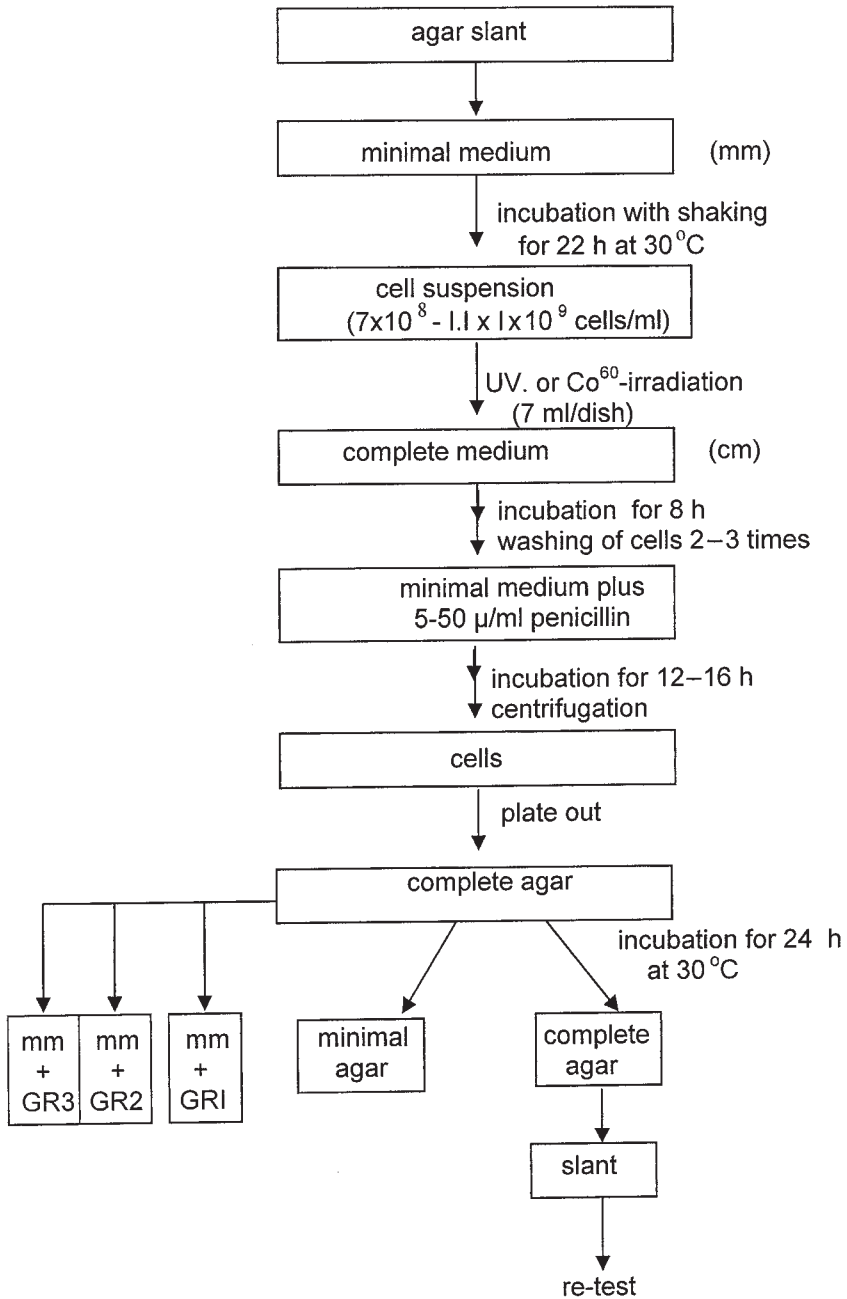 agar slant
minimal medium (mm)
incubation with shaking
for 22 h at 30°C
cell suspension
(7x10⁸ - I.I x Ix10⁹ cells/ml)
UV. or Co⁶⁰-irradiation
(7 ml/dish)
complete medium (cm)
incubation for 8 h
washing of cells 2–3 times
minimal medium plus
5-50 µ/ml penicillin
incubation for 12–16 h
centrifugation
cells
plate out
complete agar
incubation for 24 h
at 30°C
mm
+
GR3
mm
+
GR2
mm
+
GRI
minimal
agar
complete
agar
slant
re-test